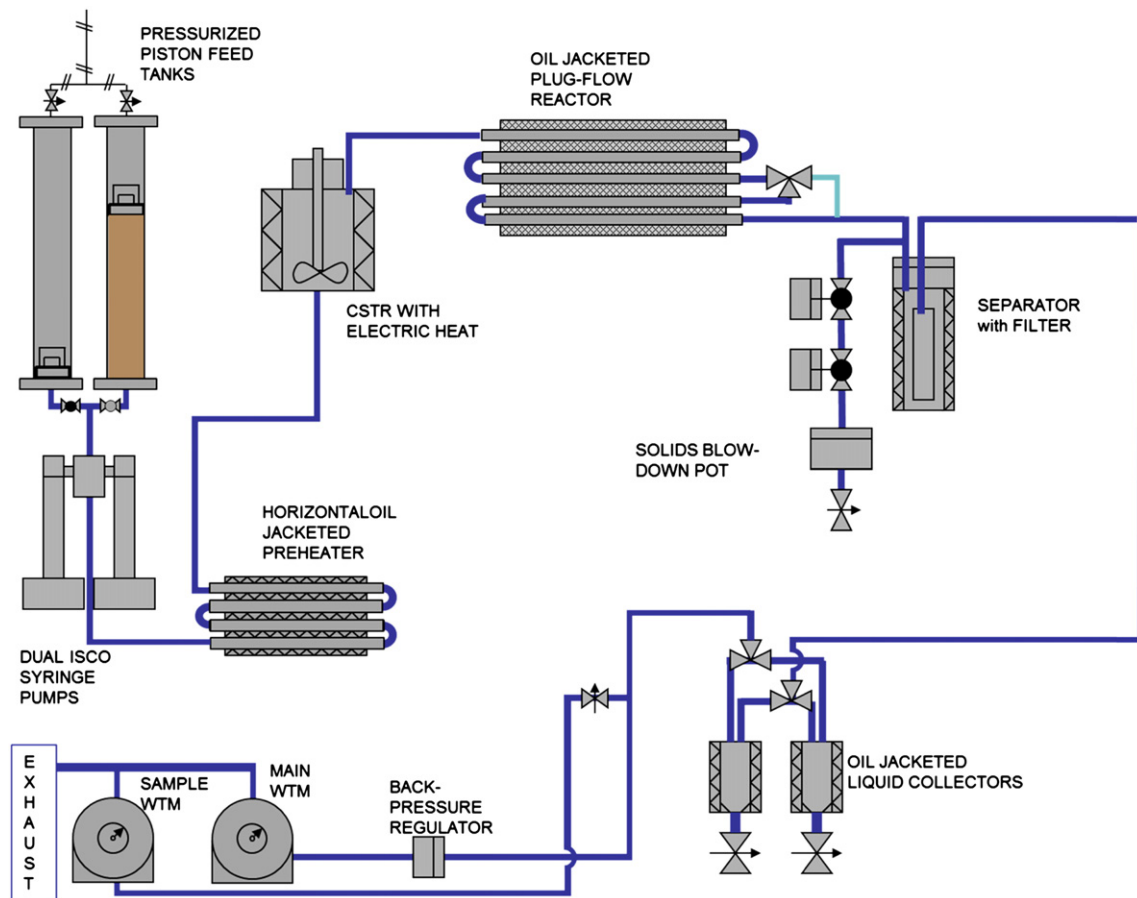 PRESSURIZED
PISTON FEED
TANKS
OIL JACKETED
PLUG-FLOW
REACTOR
CSTR WITH
ELECTRIC HEAT
SEPARATOR
with FILTER
SOLIDS BLOW-
DOWN POT
HORIZONTALOIL
JACKETED
PREHEATER
DUAL ISCO
SYRINGE
PUMPS
EXHAUST
SAMPLE
WTM
MAIN
WTM
BACK-
PRESSURE
REGULATOR
OIL JACKETED
LIQUID COLLECTORS